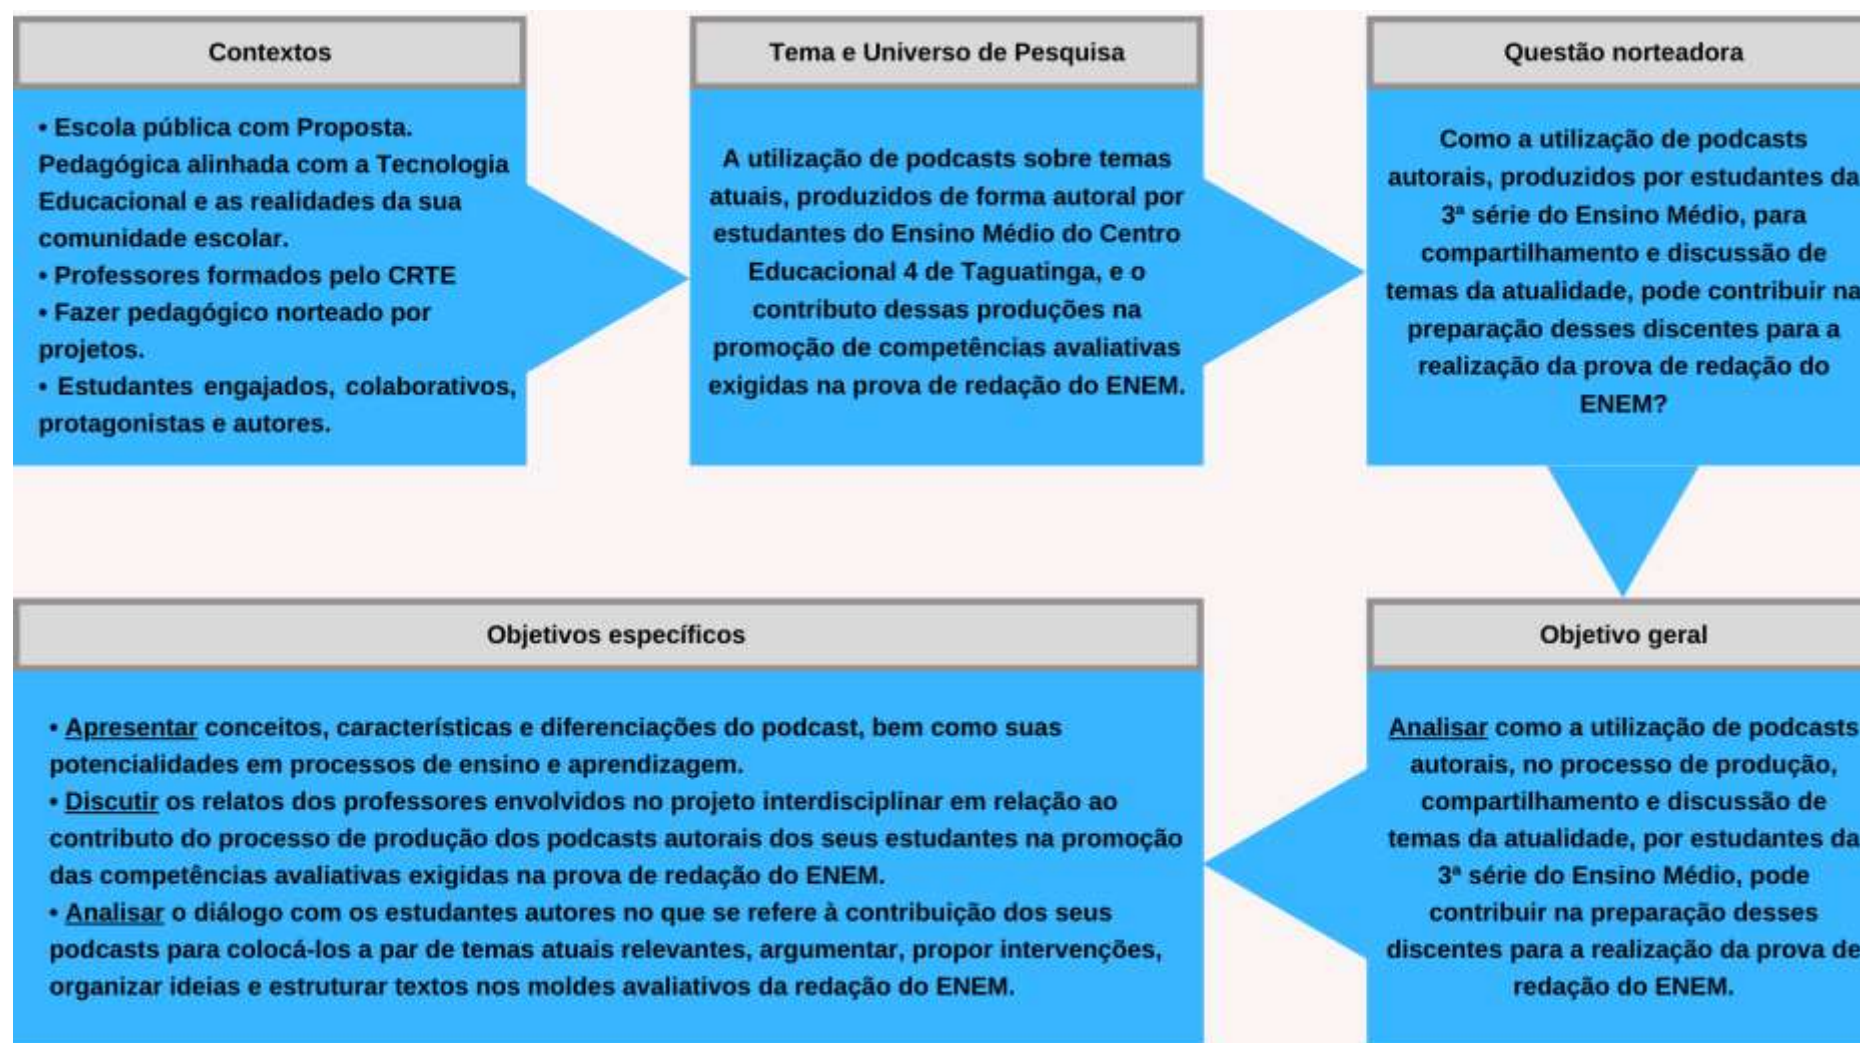 Contextos
• Escola pública com Proposta.
Pedagógica alinhada com a Tecnologia
Educacional e as realidades da sua
comunidade escolar.
• Professores formados pelo CRTE
• Fazer pedagógico norteado por
projetos.
• Estudantes engajados, colaborativos,
protagonistas e autores.
Tema e Universo de Pesquisa
A utilização de podcasts sobre temas
atuais, produzidos de forma autoral por
estudantes do Ensino Médio do Centro
Educacional 4 de Taguatinga, e o
contributo dessas produções na
promoção de competências avaliativas
exigidas na prova de redação do ENEM.
Questão norteadora
Como a utilização de podcasts
autorais, produzidos por estudantes da
3ª série do Ensino Médio, para
compartilhamento e discussão de
temas da atualidade, pode contribuir na
preparação desses discentes para a
realização da prova de redação do
ENEM?
Objetivo geral
Analisar como a utilização de podcasts
autorais, no processo de produção,
compartilhamento e discussão de
temas da atualidade, por estudantes da
3ª série do Ensino Médio, pode
contribuir na preparação desses
discentes para a realização da prova de
redação do ENEM.
Objetivos específicos
• Apresentar conceitos, características e diferenciações do podcast, bem como suas
potencialidades em processos de ensino e aprendizagem.
• Discutir os relatos dos professores envolvidos no projeto interdisciplinar em relação ao
contributo do processo de produção dos podcasts autorais dos seus estudantes na promoção
das competências avaliativas exigidas na prova de redação do ENEM.
• Analisar o diálogo com os estudantes autores no que se refere à contribuição dos seus
podcasts para colocá-los a par de temas atuais relevantes, argumentar, propor intervenções,
organizar ideias e estruturar textos nos moldes avaliativos da redação do ENEM.